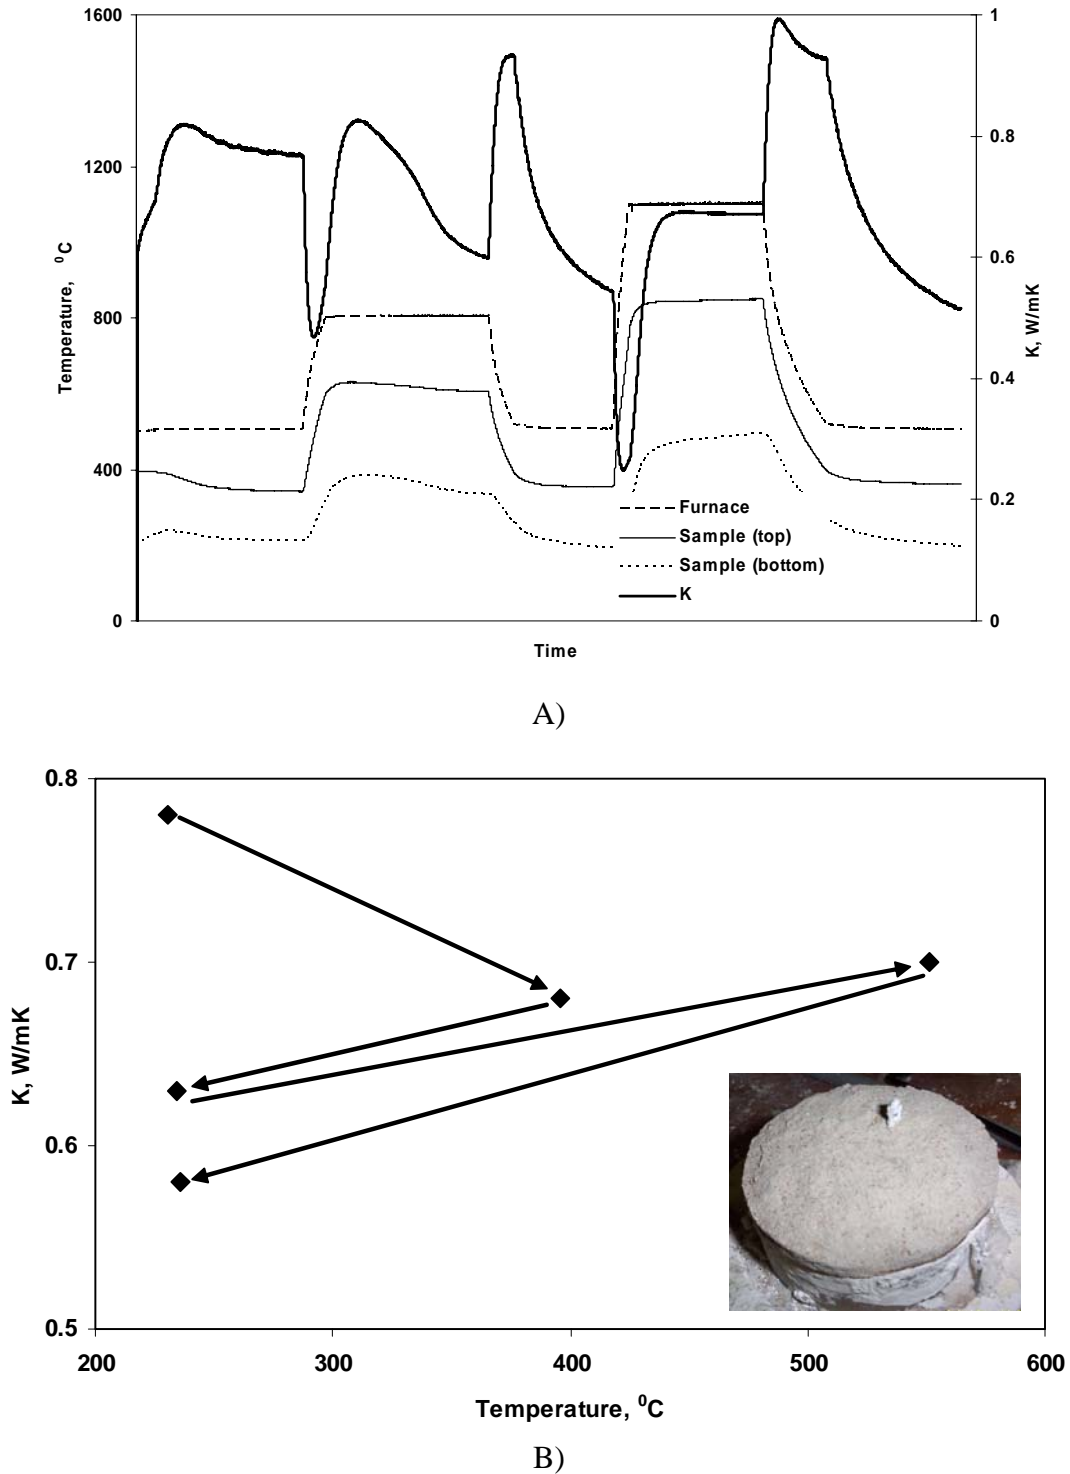 1600
1200
800
400
0
Temperature, ⁰C
1
0.8
0.6
0.4
0.2
0
K, W/mK
Furnace
Sample (top)
Sample (bottom)
K
Time
A)
0.8
0.7
0.6
0.5
K, W/mK
200 300 400 500 600
Temperature, ⁰C
B)